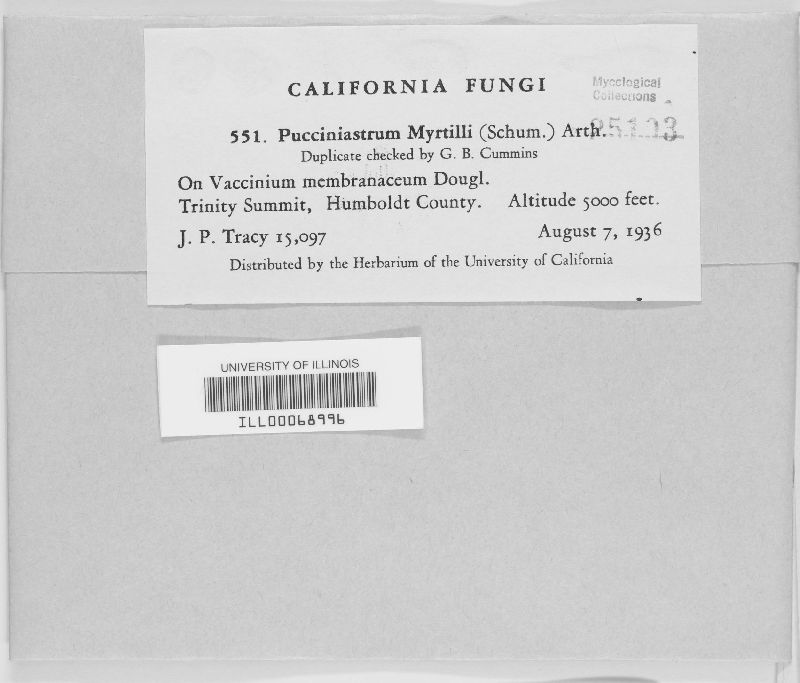 CALIFORNIA FUNGI
Mycological
Collections
551. Pucciniastrum Myrtilli (Schum.) Arth.
Duplicate checked by G. B. Cummins
On Vaccinium membranaceum Dougl.
Trinity Summit, Humboldt County. Altitude 5000 feet.
J. P. Tracy 15,097 August 7, 1936
Distributed by the Herbarium of the University of California
UNIVERSITY OF ILLINOIS
ILL00068996